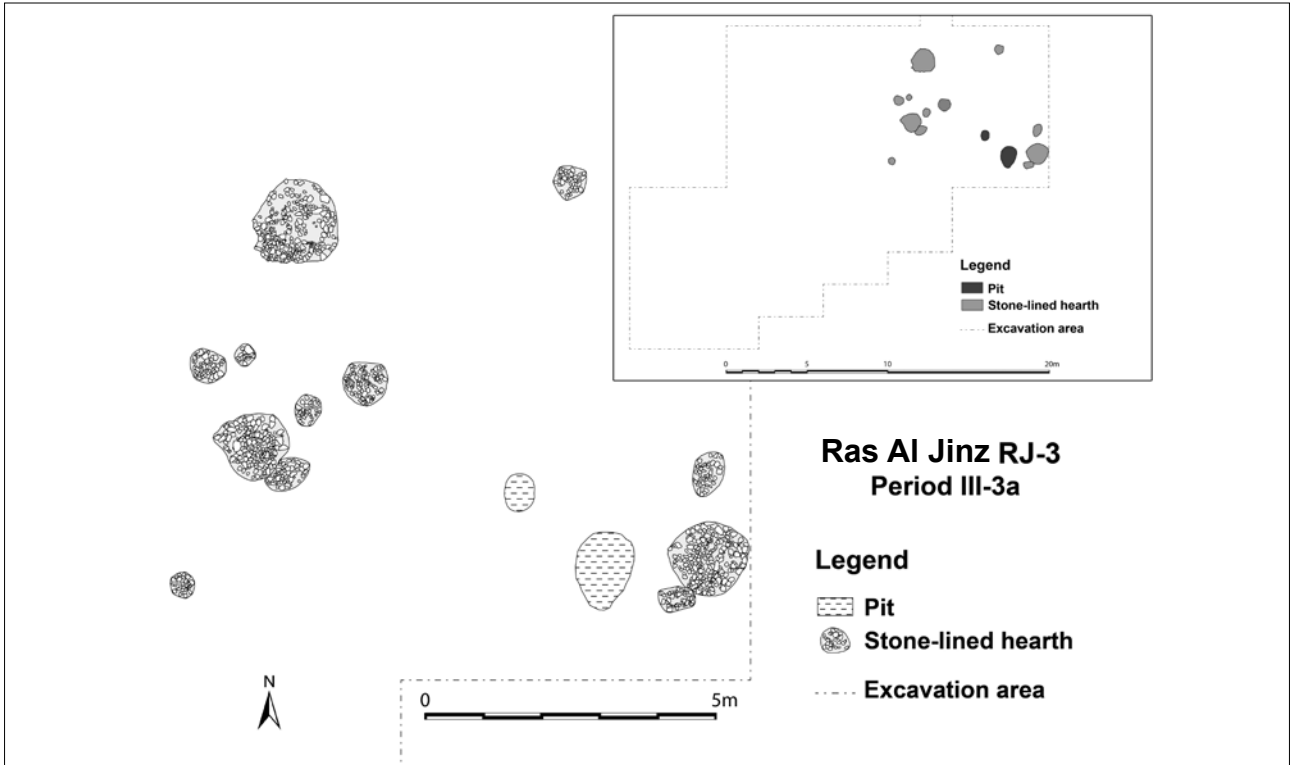 Legend
Pit
Stone-lined hearth
Excavation area
0 5 10 20m
Ras Al Jinz RJ-3
Period III-3a
Legend
Pit
Stone-lined hearth
Excavation area
N
0 5m